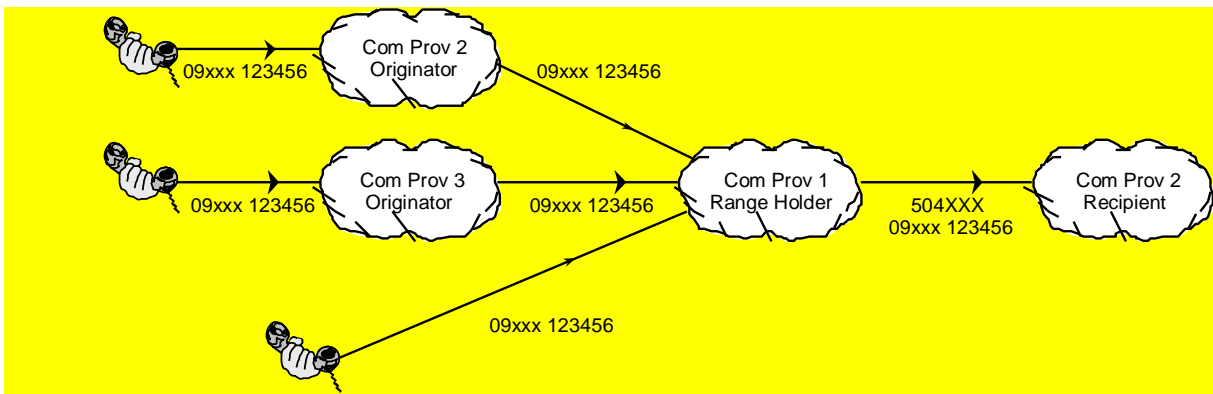 Com Prov 2
Originator
09xxx 123456
09xxx 123456
Com Prov 3
Originator
Com Prov 1
Range Holder
Com Prov 2
Recipient
09xxx 123456
09xxx 123456
504XXX
09xxx 123456
09xxx 123456